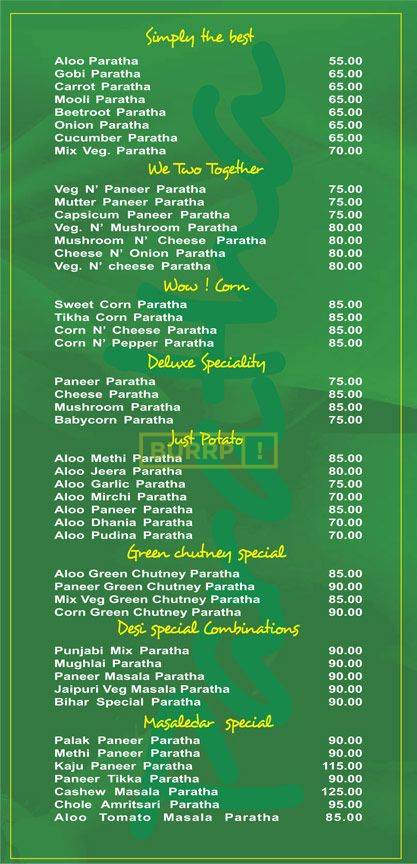 Simply the best
Aloo Paratha 55.00
Gobi Paratha 65.00
Carrot Paratha 65.00
Mooli Paratha 65.00
Beetroot Paratha 65.00
Onion Paratha 65.00
Cucumber Paratha 65.00
Mix Veg. Paratha 70.00
We Two Together
Veg N' Paneer Paratha 75.00
Mutter Paneer Paratha 75.00
Capsicum Paneer Paratha 75.00
Veg. N' Mushroom Paratha 80.00
Mushroom N' Cheese Paratha 80.00
Cheese N' Onion Paratha 80.00
Veg. N' cheese Paratha 80.00
Wow ! Corn
Sweet Corn Paratha 85.00
Tikha Corn Paratha 85.00
Corn N' Cheese Paratha 85.00
Corn N' Pepper Paratha 85.00
Deluxe Speciality
Paneer Paratha 75.00
Cheese Paratha 85.00
Mushroom Paratha 85.00
Babycorn Paratha 75.00
Just Potato
BURRP!
Aloo Methi Paratha 85.00
Aloo Jeera Paratha 80.00
Aloo Garlic Paratha 75.00
Aloo Mirchi Paratha 70.00
Aloo Paneer Paratha 85.00
Aloo Dhania Paratha 70.00
Aloo Pudina Paratha 70.00
Green chutney special
Aloo Green Chutney Paratha 85.00
Paneer Green Chutney Paratha 90.00
Mix Veg Green Chutney Paratha 85.00
Corn Green Chutney Paratha 90.00
Desi special Combinations
Punjabi Mix Paratha 90.00
Mughlai Paratha 90.00
Paneer Masala Paratha 90.00
Jaipuri Veg Masala Paratha 90.00
Bihar Special Paratha 90.00
Masaledar special
Palak Paneer Paratha 90.00
Methi Paneer Paratha 90.00
Kaju Paneer Paratha 115.00
Paneer Tikka Paratha 90.00
Cashew Masala Paratha 125.00
Chole Amritsari Paratha 95.00
Aloo Tomato Masala Paratha 85.00